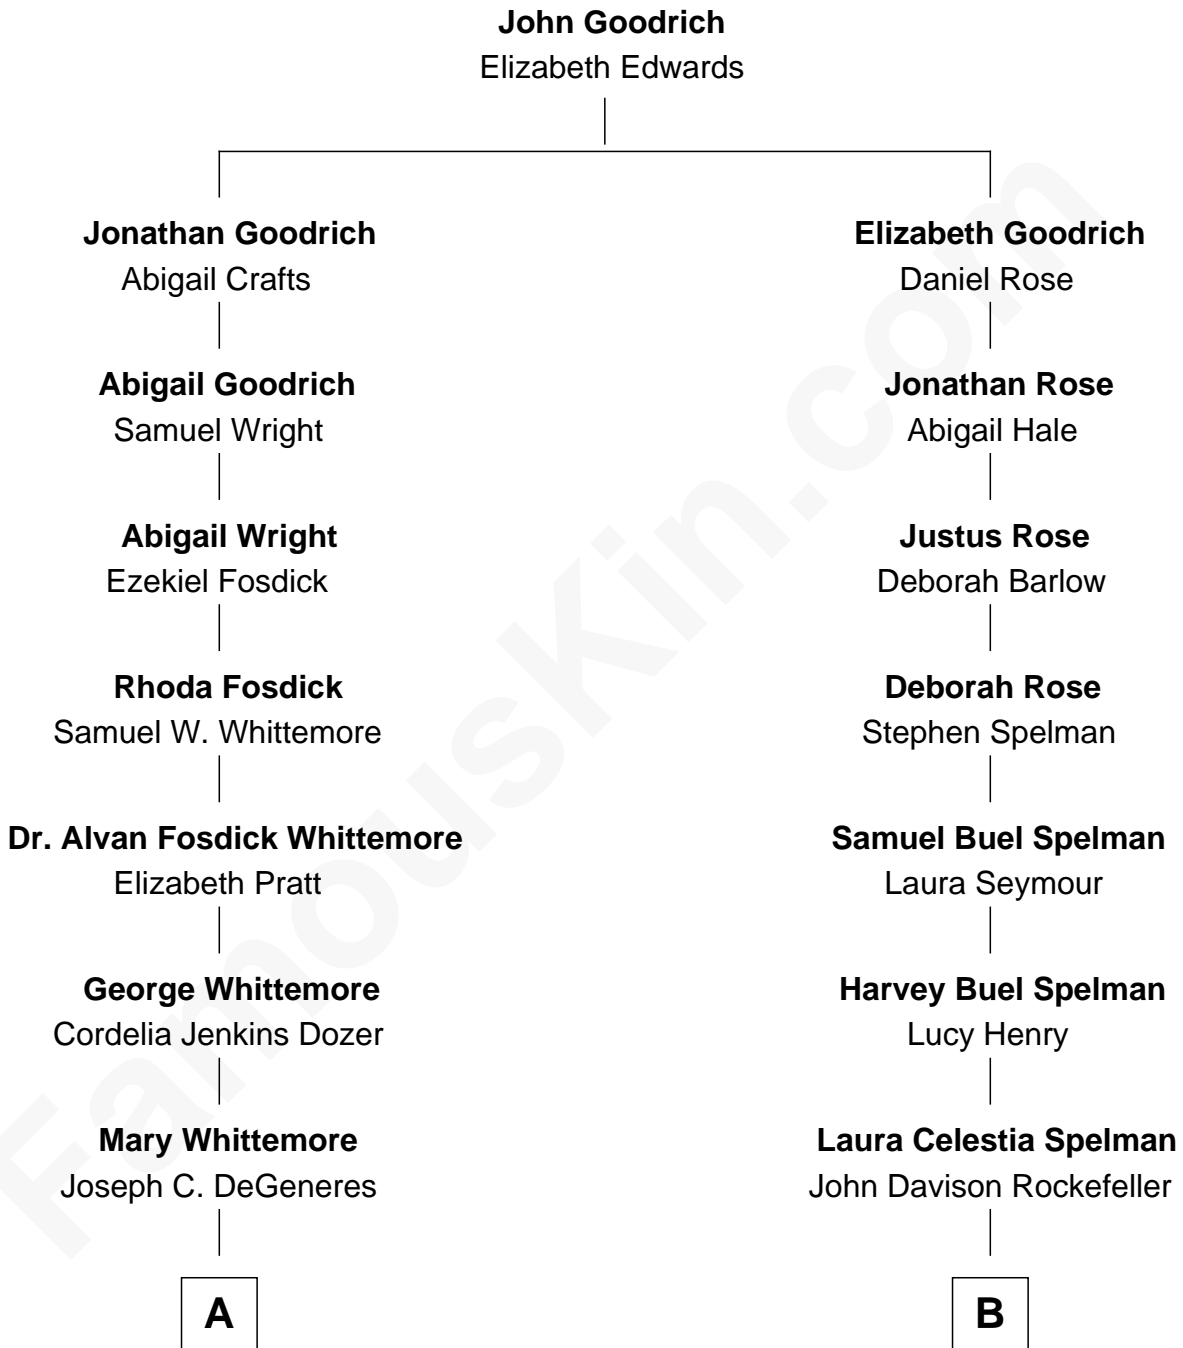 John Goodrich
Elizabeth Edwards
Jonathan Goodrich
Abigail Crafts
Elizabeth Goodrich
Daniel Rose
Abigail Goodrich
Samuel Wright
Jonathan Rose
Abigail Hale
Abigail Wright
Ezekiel Fosdick
Justus Rose
Deborah Barlow
Rhoda Fosdick
Samuel W. Whittemore
Deborah Rose
Stephen Spelman
Dr. Alvan Fosdick Whittemore
Elizabeth Pratt
Samuel Buel Spelman
Laura Seymour
George Whittemore
Cordelia Jenkins Dozer
Harvey Buel Spelman
Lucy Henry
Mary Whittemore
Joseph C. DeGeneres
Laura Celestia Spelman
John Davison Rockefeller
A
B
FamousKin.com